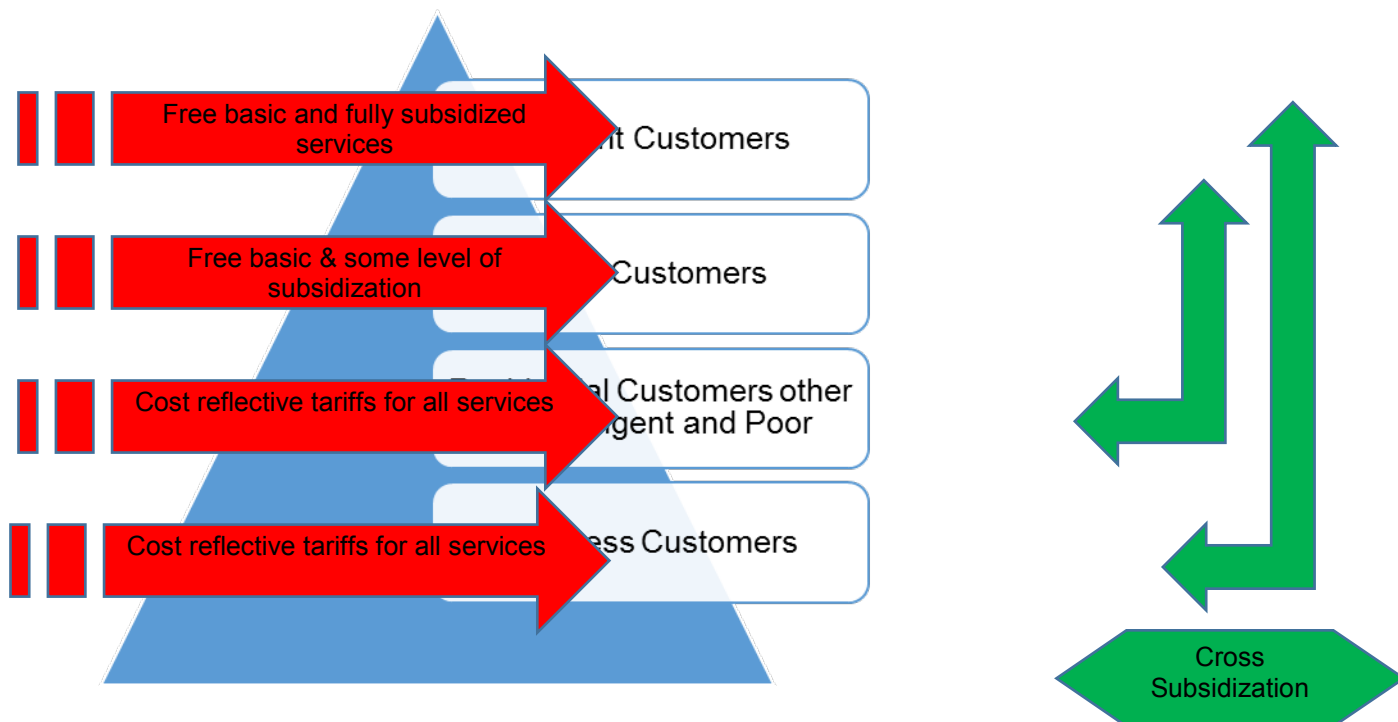 Free basic and fully subsidized
services
nt Customers
Free basic & some level of
subsidization
Customers
Cost reflective tariffs for all services
al Customers other
gent and Poor
Cost reflective tariffs for all services
ess Customers
Cross
Subsidization